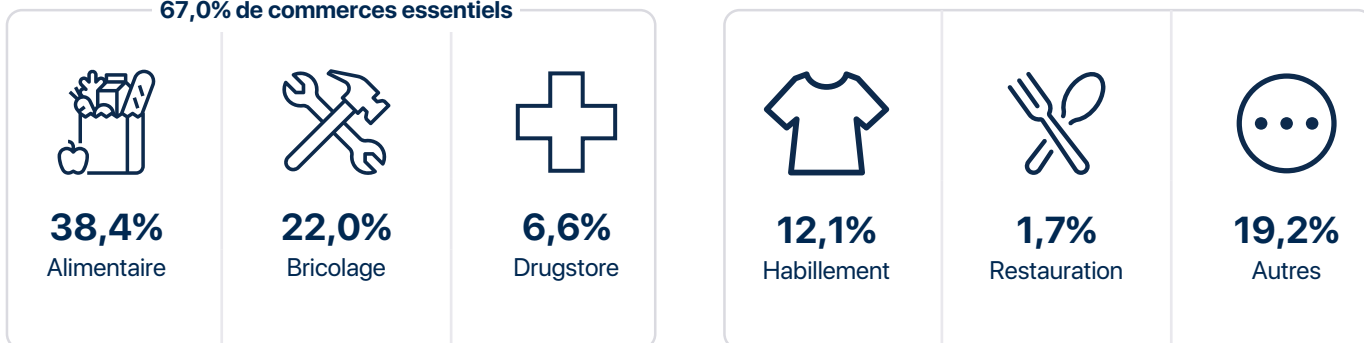 67,0% de commerces essentiels
38,4%
Alimentaire
22,0%
Bricolage
6,6%
Drugstore
12,1%
Habillement
1,7%
Restauration
19,2%
Autres